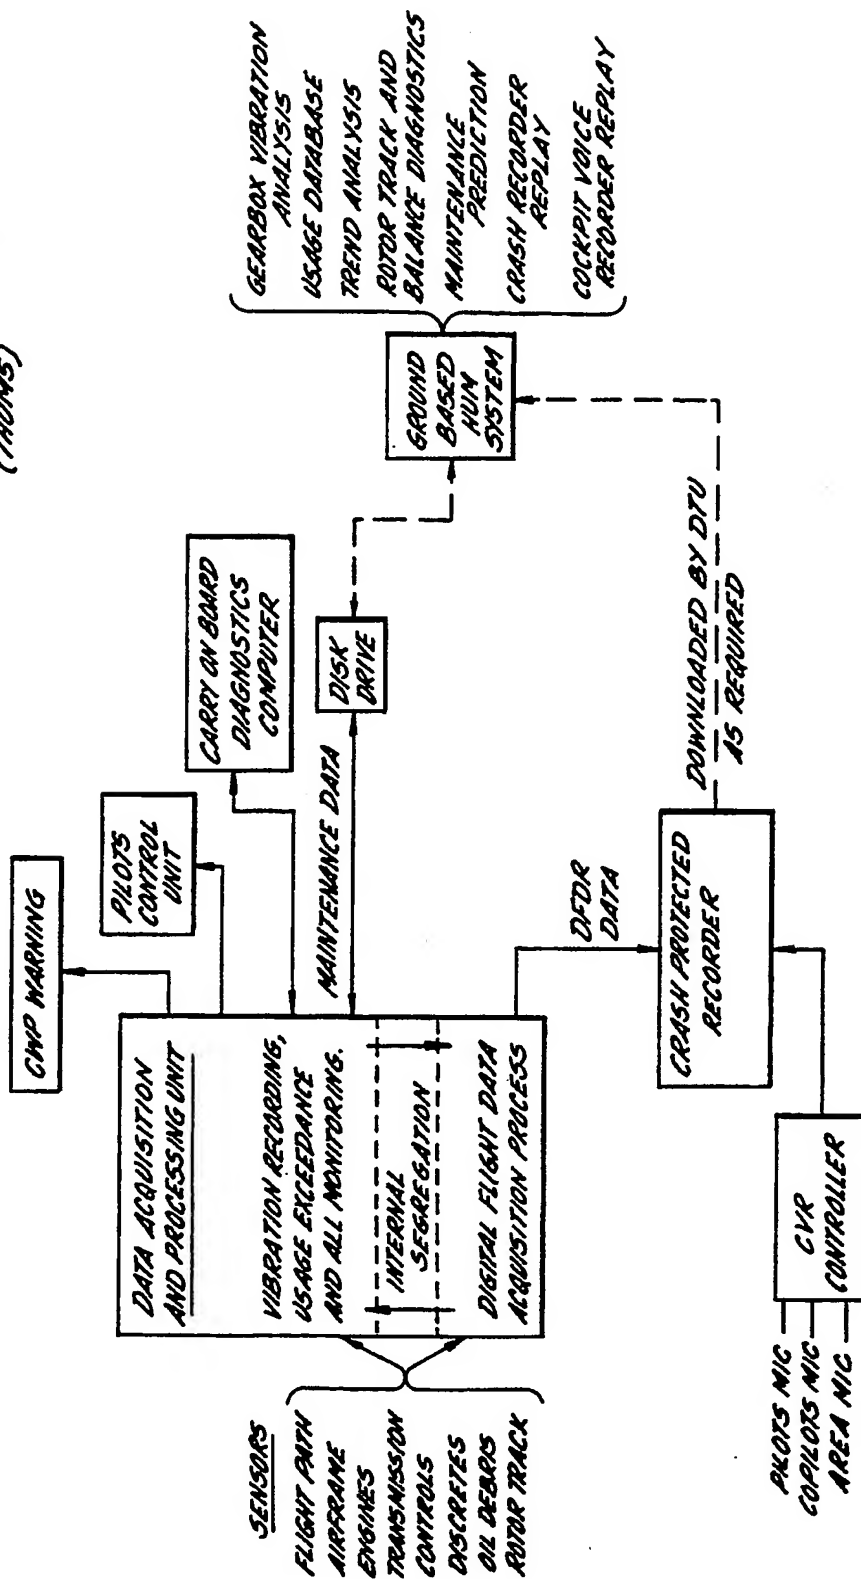 (THUMS)
CWP WARNING
PILOTS
CONTROL
UNIT
CARRY ON BOARD
DIAGNOSTICS
COMPUTER
DATA ACQUISITION
AND PROCESSING UNIT
VIBRATION RECORDING,
USAGE EXCEEDANCE
AND ALL MONITORING.
INTERNAL
SEGREGATION
DIGITAL FLIGHT DATA
ACQUISITION PROCESS
SENSORS
FLIGHT PATH
AIRFRAME
ENGINES
TRANSMISSION
CONTROLS
DISCRETES
OIL DEBRIS
ROTOR TRACK
MAINTENANCE DATA
DISK
DRIVE
GROUND
BASED
HUM
SYSTEM
GEARBOX VIBRATION
ANALYSIS
USAGE DATABASE
TREND ANALYSIS
ROTOR TRACK AND
BALANCE DIAGNOSTICS
MAINTENANCE
PREDICTION
CRASH RECORDER
REPLAY
COCKPIT VOICE
RECORDER REPLAY
DFDR
DATA
CRASH PROTECTED
RECORDER
DOWNLOADED BY DTU
AS REQUIRED
PILOTS MIC
COPILOTS MIC
AREA MIC
CVR
CONTROLLER